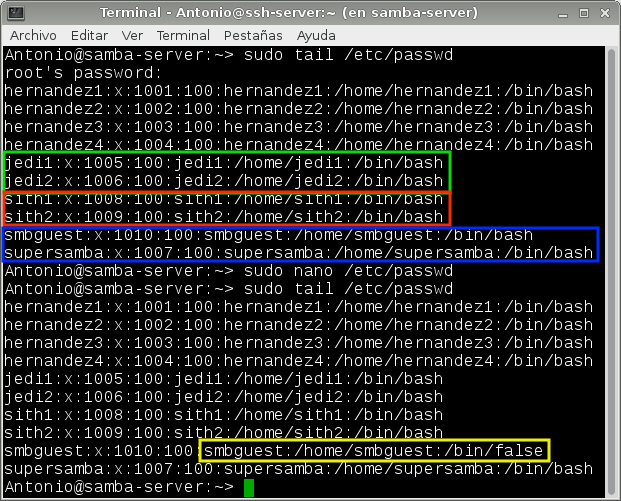 Terminal - Antonio@ssh-server:~ (en samba-server)
Archivo Editar Ver Terminal Pestañas Ayuda
Antonio@samba-server:~> sudo tail /etc/passwd
root's password:
hernandez1:x:1001:100:hernandez1:/home/hernandez1:/bin/bash
hernandez2:x:1002:100:hernandez2:/home/hernandez2:/bin/bash
hernandez3:x:1003:100:hernandez3:/home/hernandez3:/bin/bash
hernandez4:x:1004:100:hernandez4:/home/hernandez4:/bin/bash
jedi1:x:1005:100:jedi1:/home/jedi1:/bin/bash
jedi2:x:1006:100:jedi2:/home/jedi2:/bin/bash
sith1:x:1008:100:sith1:/home/sith1:/bin/bash
sith2:x:1009:100:sith2:/home/sith2:/bin/bash
smbguest:x:1010:100:smbguest:/home/smbguest:/bin/bash
supersamba:x:1007:100:supersamba:/home/supersamba:/bin/bash
Antonio@samba-server:~> sudo nano /etc/passwd
Antonio@samba-server:~> sudo tail /etc/passwd
hernandez1:x:1001:100:hernandez1:/home/hernandez1:/bin/bash
hernandez2:x:1002:100:hernandez2:/home/hernandez2:/bin/bash
hernandez3:x:1003:100:hernandez3:/home/hernandez3:/bin/bash
hernandez4:x:1004:100:hernandez4:/home/hernandez4:/bin/bash
jedi1:x:1005:100:jedi1:/home/jedi1:/bin/bash
jedi2:x:1006:100:jedi2:/home/jedi2:/bin/bash
sith1:x:1008:100:sith1:/home/sith1:/bin/bash
sith2:x:1009:100:sith2:/home/sith2:/bin/bash
smbguest:x:1010:100:smbguest:/home/smbguest:/bin/false
supersamba:x:1007:100:supersamba:/home/supersamba:/bin/bash
Antonio@samba-server:~>